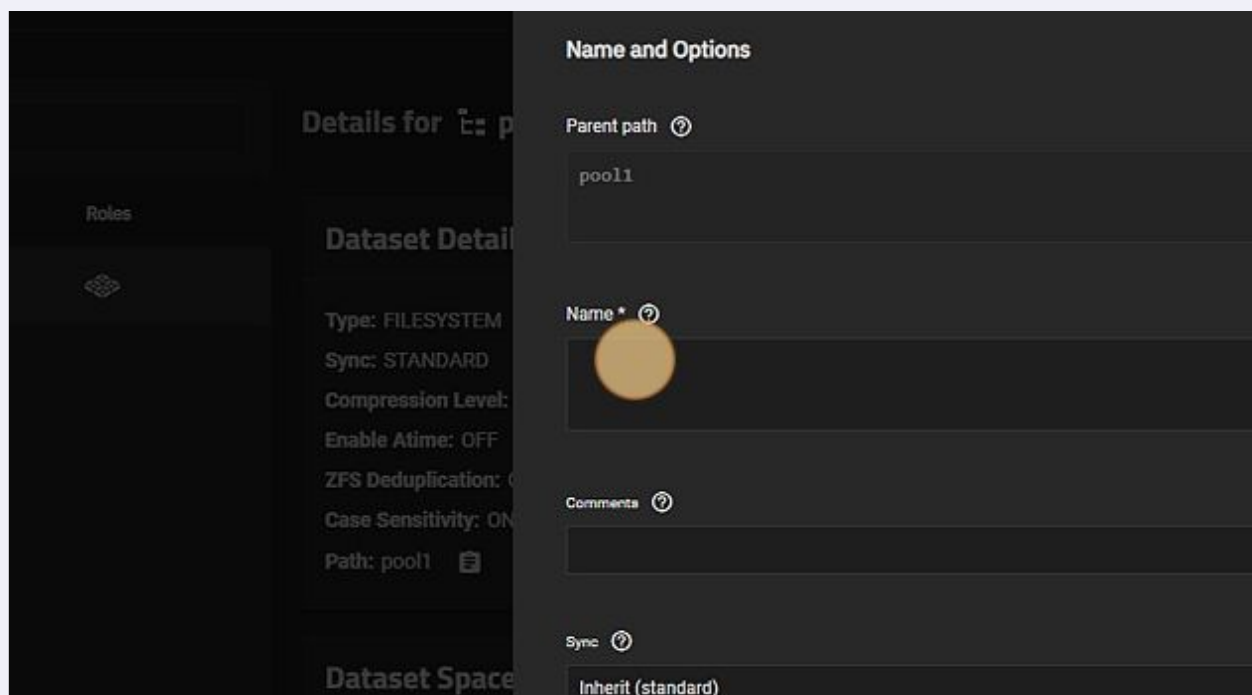 Name and Options
Details for p
Parent path
pool1
Roles
Dataset Detail
Name *
Type: FILESYSTEM
Sync: STANDARD
Compression Level:
Enable Atime: OFF
ZFS Deduplication:
Case Sensitivity: ON
Path: pool1
Comments
Sync
Dataset Space
Inherit (standard)